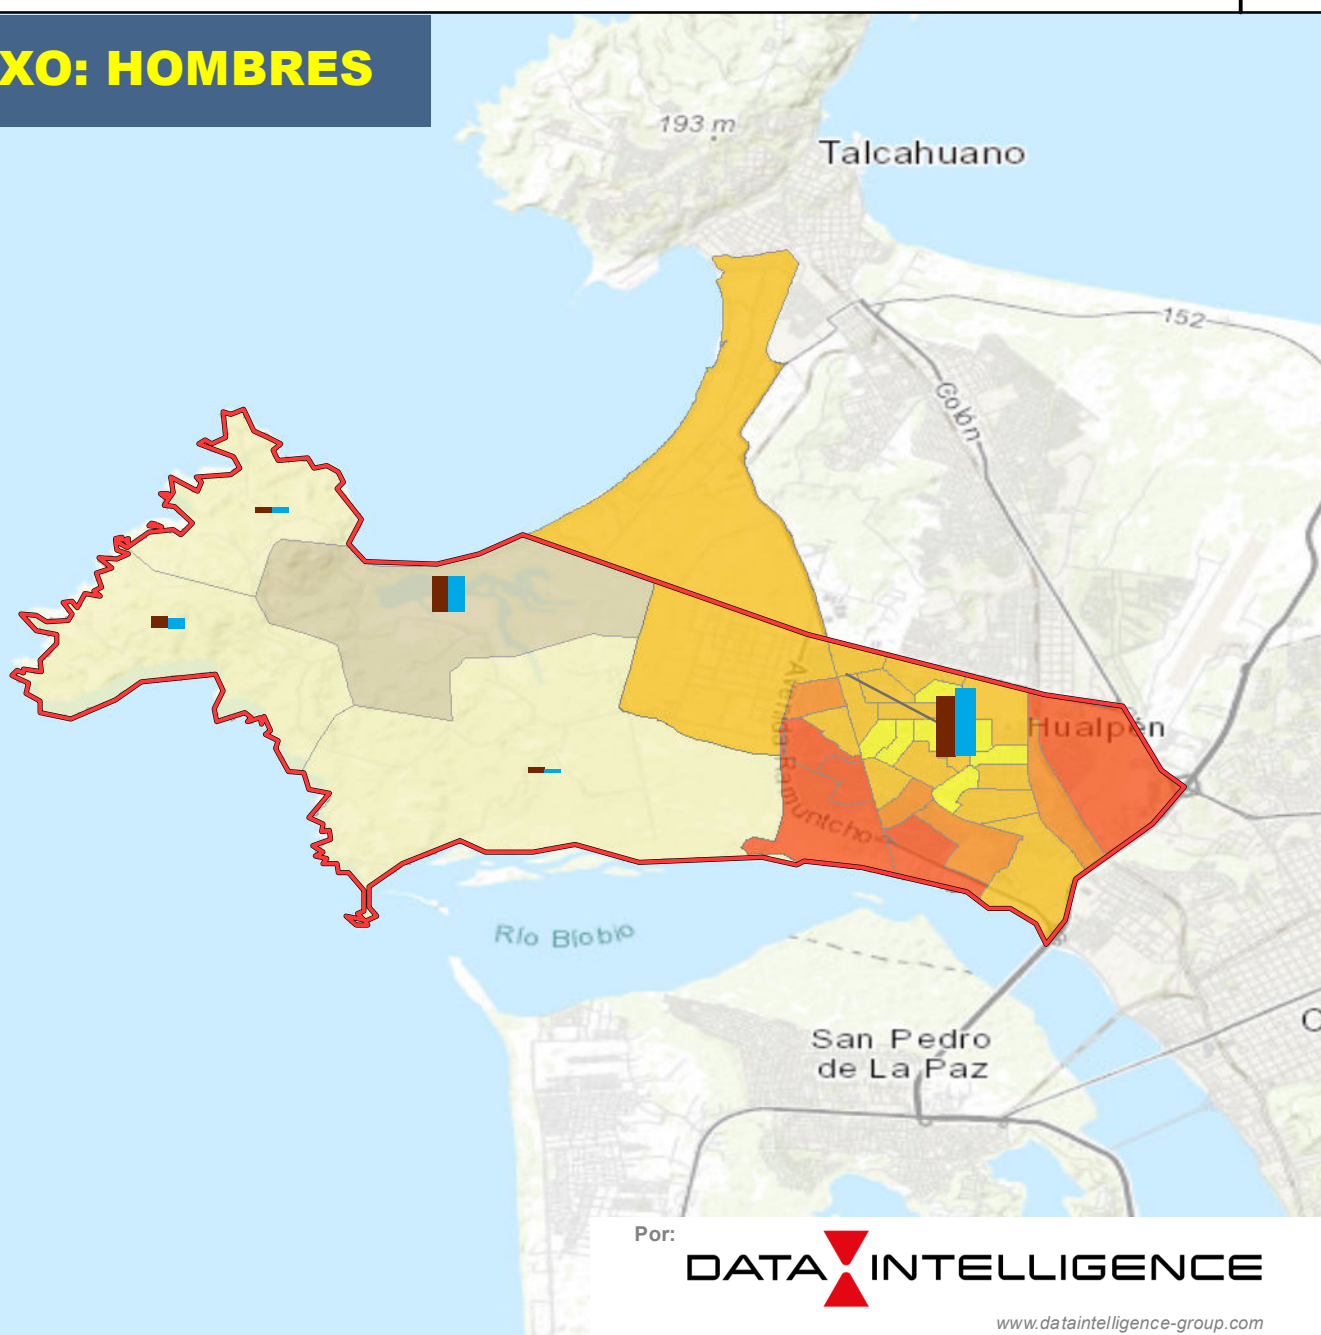 XO: HOMBRES
193 m
Talcahuano
152
Colón
Hualpén
Avenida Ramuntcho
Río Bíobío
San Pedro
de La Paz
C
Por:
DATA INTELLIGENCE
www.dataintelligence-group.com